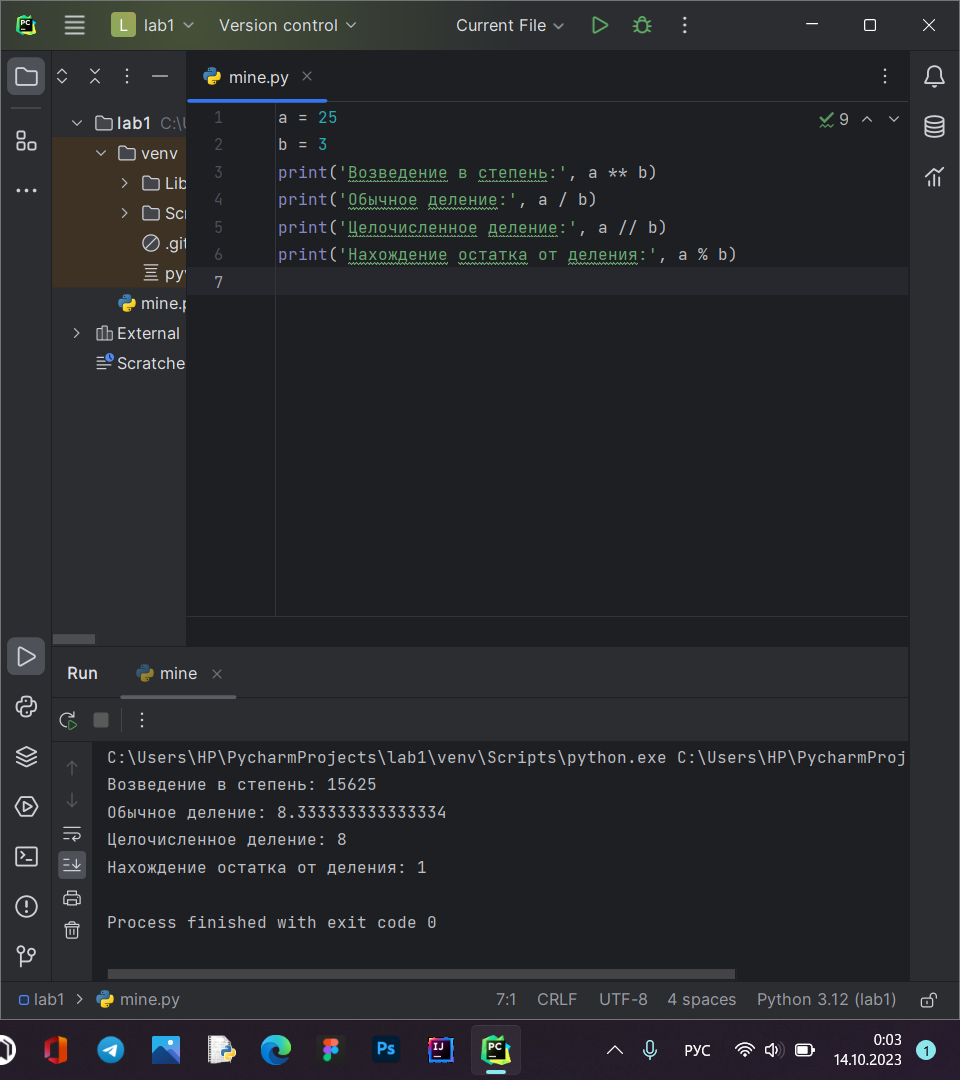 L lab1 Version control Current File
mine.py
lab1 C:\U
venv
Lib
Scr
.git
pyv
mine.p
External
Scratche
9
1 a = 25
2 b = 3
3 print('Возведение в степень:', a ** b)
4 print('Обычное деление:', a / b)
5 print('Целочисленное деление:', a // b)
6 print('Нахождение остатка от деления:', a % b)
7
Run mine
C:\Users\HP\PycharmProjects\lab1\venv\Scripts\python.exe C:\Users\HP\PycharmProj
Возведение в степень: 15625
Обычное деление: 8.333333333333334
Целочисленное деление: 8
Нахождение остатка от деления: 1
Process finished with exit code 0
lab1 > mine.py 7:1 CRLF UTF-8 4 spaces Python 3.12 (lab1)
Ps IJ PC РУС 0:03 1
14.10.2023